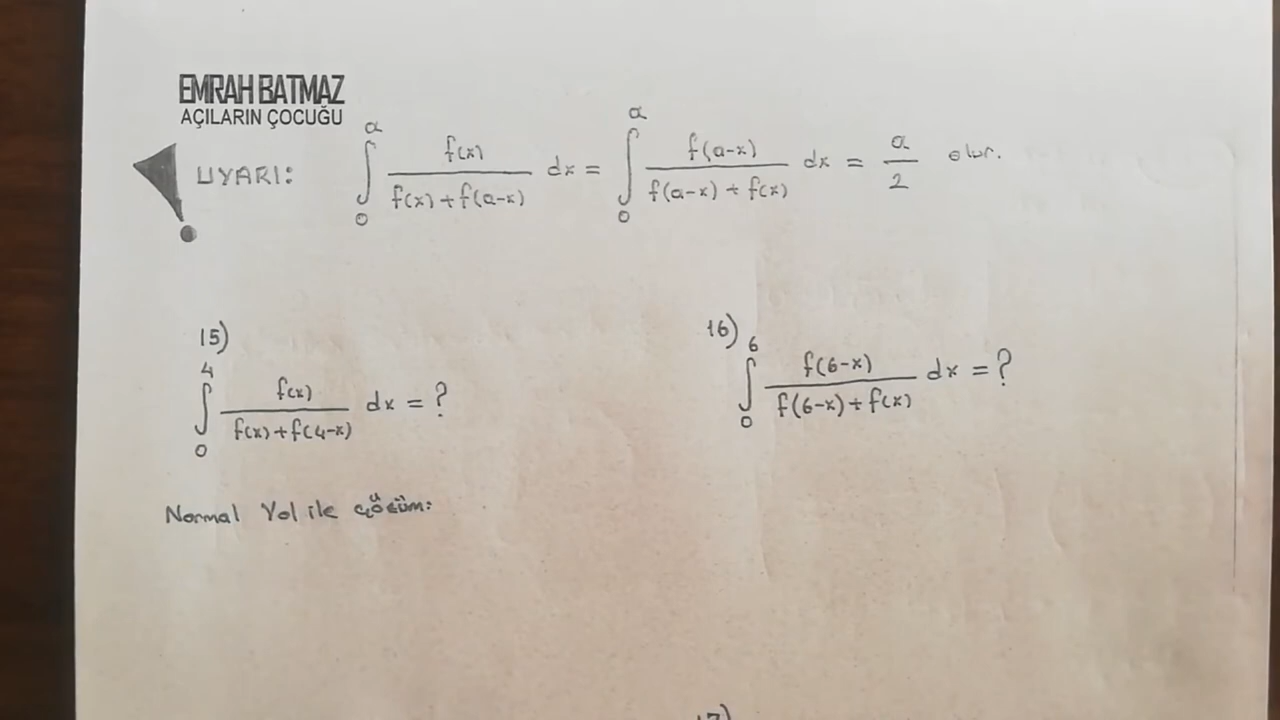 EMRAH BATMAZ
AÇILARIN ÇOCUĞU
UYARI: ∫₀ᵃ f(x) / (f(x)+f(a-x)) dx = ∫₀ᵃ f(a-x) / (f(a-x)+f(x)) dx = a/2 olur.
15) ∫₀⁴ f(x) / (f(x)+f(4-x)) dx = ?
16) ∫₀⁶ f(6-x) / (f(6-x)+f(x)) dx = ?
Normal Yol ile çözüm: